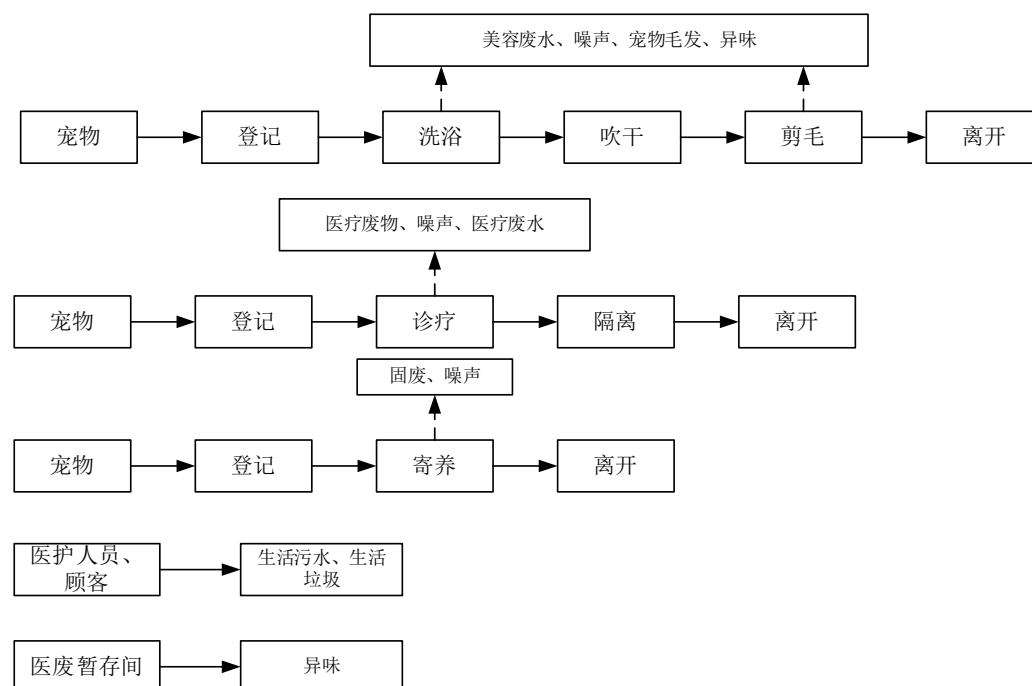 美容废水、噪声、宠物毛发、异味
宠物
登记
洗浴
吹干
剪毛
离开
医疗废物、噪声、医疗废水
宠物
登记
诊疗
隔离
离开
固废、噪声
宠物
登记
寄养
离开
医护人员、
顾客
生活污水、生活
垃圾
医废暂存间
异味